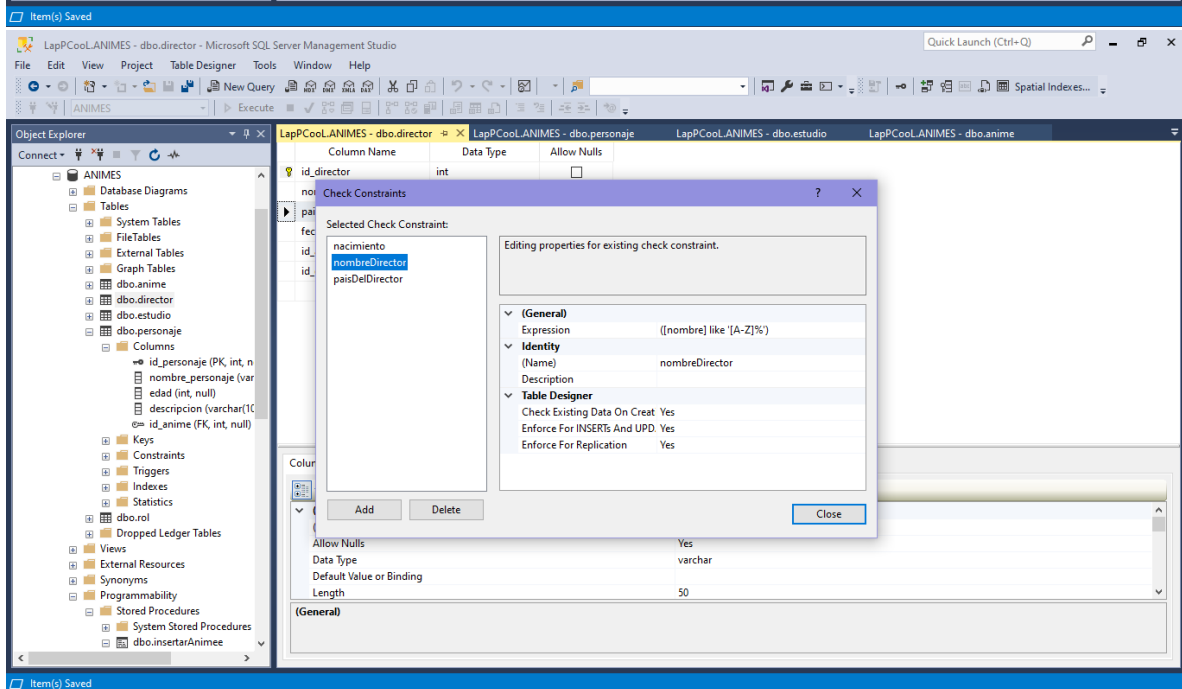 Item(s) Saved
LapPCooL.ANIMES - dbo.director - Microsoft SQL Server Management Studio
Quick Launch (Ctrl+Q)
File Edit View Project Table Designer Tools Window Help
New Query
Spatial Indexes...
ANIMES
Execute
Object Explorer
LapPCooL.ANIMES - dbo.director
LapPCooL.ANIMES - dbo.personaje
LapPCooL.ANIMES - dbo.estudio
LapPCooL.ANIMES - dbo.anime
Connect
ANIMES
Database Diagrams
Tables
System Tables
FileTables
External Tables
Graph Tables
dbo.anime
dbo.director
dbo.estudio
dbo.personaje
Columns
id_personaje (PK, int, n
nombre_personaje (var
edad (int, null)
descripcion (varchar(10
id_anime (FK, int, null)
Keys
Constraints
Triggers
Indexes
Statistics
dbo.rol
Dropped Ledger Tables
Views
External Resources
Synonyms
Programmability
Stored Procedures
System Stored Procedures
dbo.insertarAnimee
Column Name Data Type Allow Nulls
id_director int
pai
fec
id_
id_
Check Constraints
Selected Check Constraint:
nacimiento
nombreDirector
paisDelDirector
Editing properties for existing check constraint.
(General)
Expression ([nombre] like '[A-Z]%')
Identity
(Name) nombreDirector
Description
Table Designer
Check Existing Data On Creat Yes
Enforce For INSERTs And UPD. Yes
Enforce For Replication Yes
Add Delete
Close
Colur
Allow Nulls Yes
Data Type varchar
Default Value or Binding
Length 50
(General)
Item(s) Saved